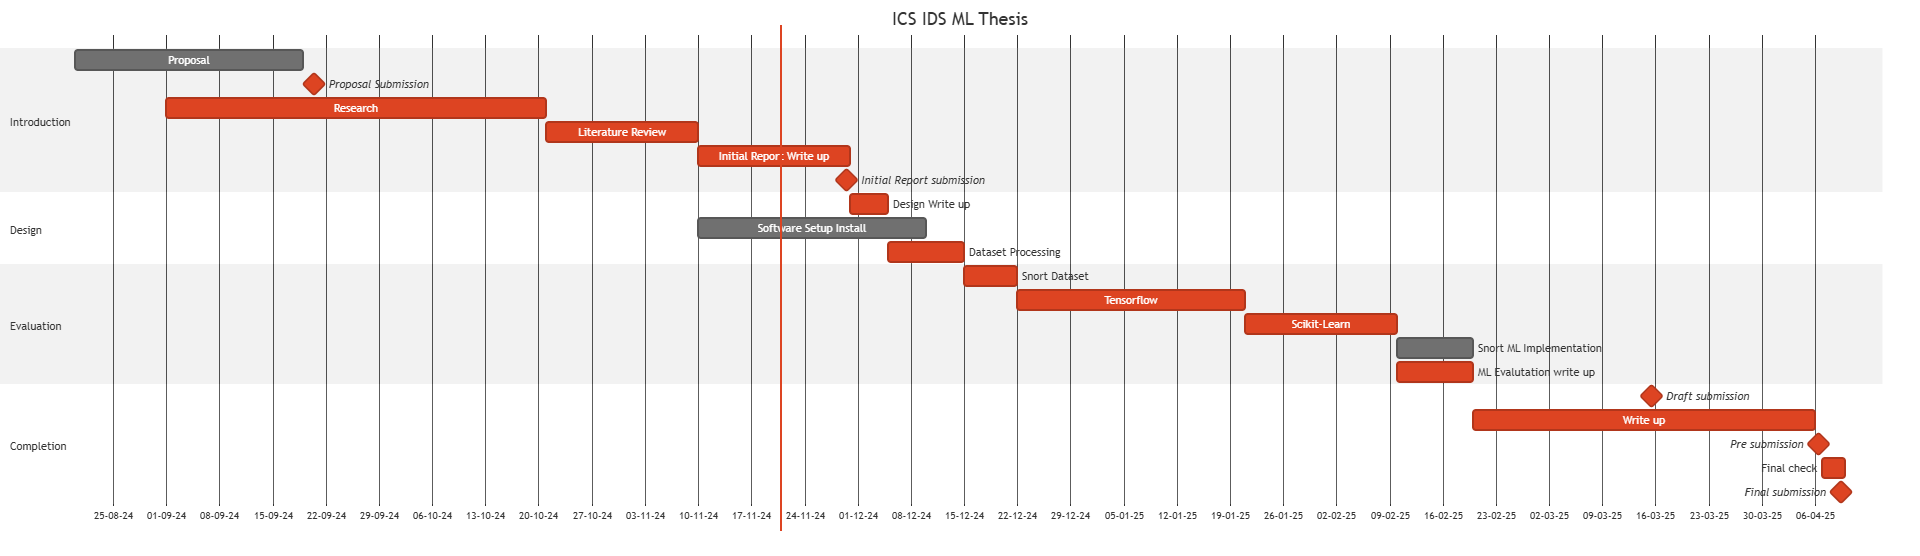 ICS IDS ML Thesis
Introduction
Proposal
Proposal Submission
Research
Literature Review
Initial Report Write up
Initial Report submission
Design
Design Write up
Software Setup Install
Dataset Processing
Evaluation
Snort Dataset
Tensorflow
Scikit-Learn
Snort ML Implementation
ML Evalutation write up
Completion
Draft submission
Write up
Pre submission
Final check
Final submission
25-08-24 01-09-24 08-09-24 15-09-24 22-09-24 29-09-24 06-10-24 13-10-24 20-10-24 27-10-24 03-11-24 10-11-24 17-11-24 24-11-24 01-12-24 08-12-24 15-12-24 22-12-24 29-12-24 05-01-25 12-01-25 19-01-25 26-01-25 02-02-25 09-02-25 16-02-25 23-02-25 02-03-25 09-03-25 16-03-25 23-03-25 30-03-25 06-04-25